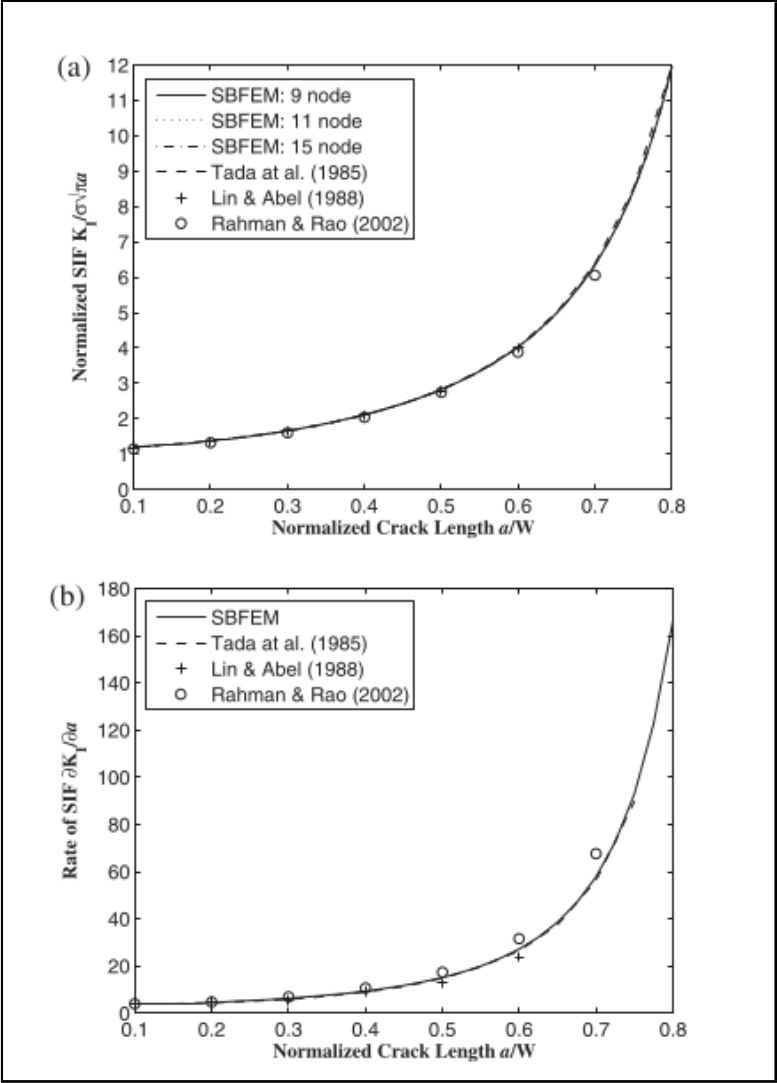 (a)
Normalized SIF K_I/σ√πa
12
11
10
9
8
7
6
5
4
3
2
1
0
SBFEM: 9 node
SBFEM: 11 node
SBFEM: 15 node
Tada at al. (1985)
Lin & Abel (1988)
Rahman & Rao (2002)
0.1 0.2 0.3 0.4 0.5 0.6 0.7 0.8
Normalized Crack Length a/W
(b)
Rate of SIF ∂K_I/∂a
180
160
140
120
100
80
60
40
20
0
SBFEM
Tada at al. (1985)
Lin & Abel (1988)
Rahman & Rao (2002)
0.1 0.2 0.3 0.4 0.5 0.6 0.7 0.8
Normalized Crack Length a/W